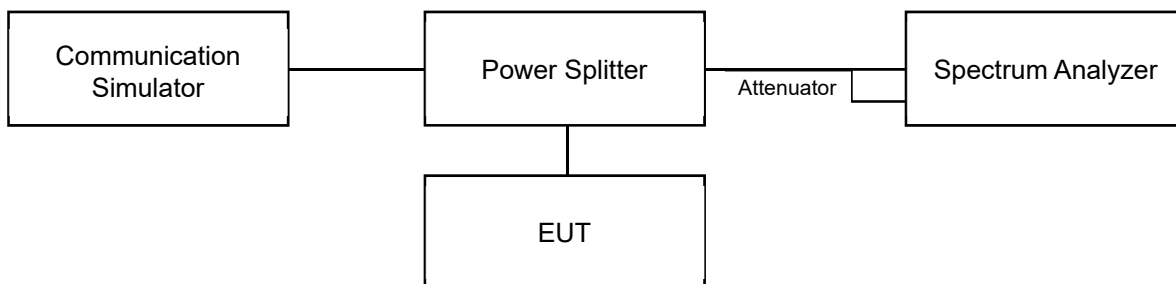 Communication
Simulator
Power Splitter
Attenuator
Spectrum Analyzer
EUT